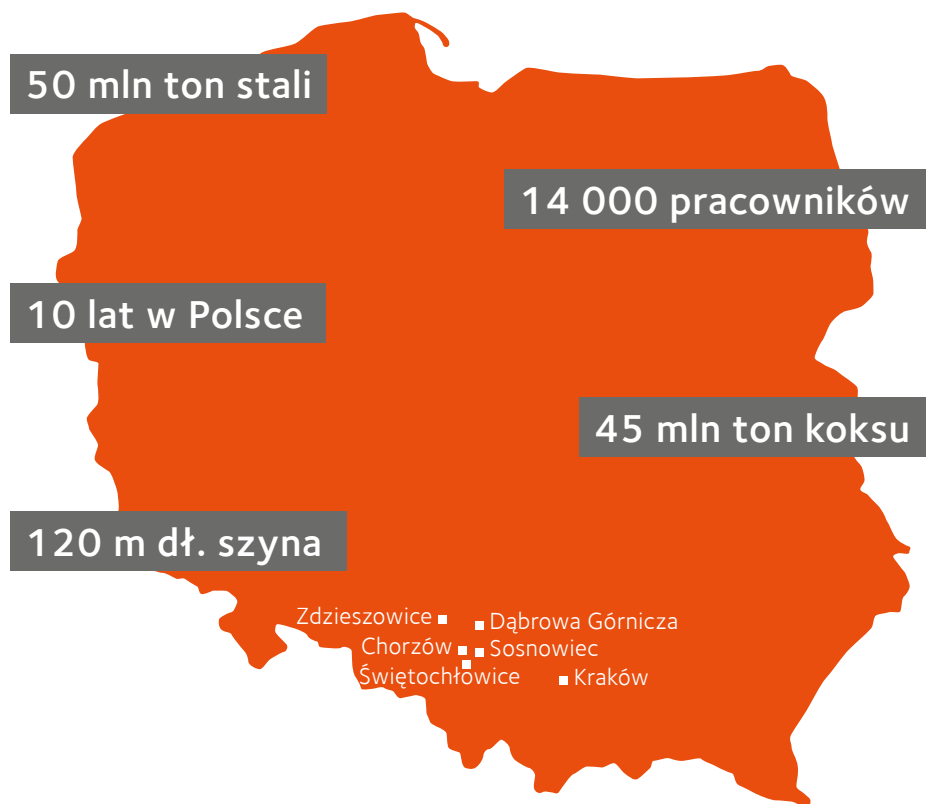 50 mln ton stali
14 000 pracowników
10 lat w Polsce
45 mln ton koksu
120 m dł. szyna
Zdzieszowice
Dąbrowa Górnicza
Chorzów
Sosnowiec
Świętochłowice
Kraków